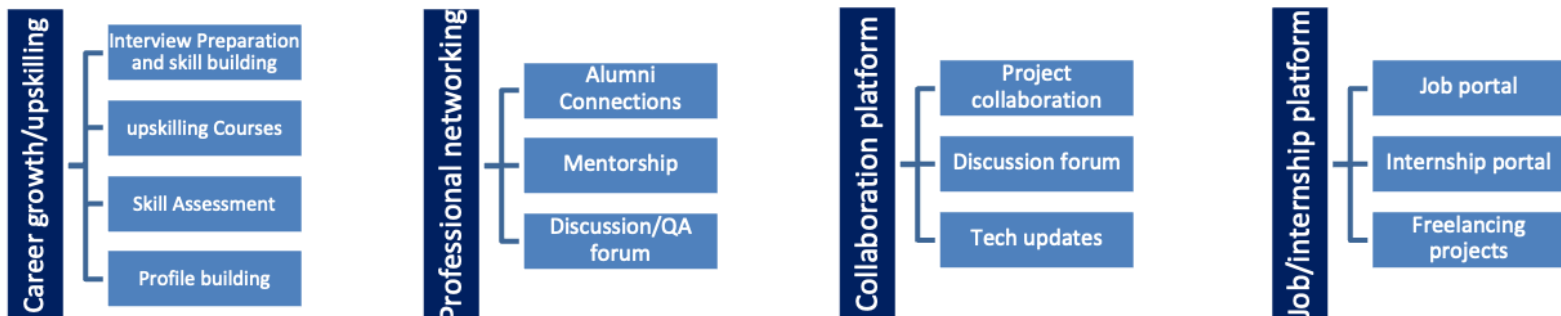 Career growth/upskilling
Interview Preparation
and skill building
upskilling Courses
Skill Assessment
Profile building
Professional networking
Alumni
Connections
Mentorship
Discussion/QA
forum
Collaboration platform
Project
collaboration
Discussion forum
Tech updates
Job/internship platform
Job portal
Internship portal
Freelancing
projects